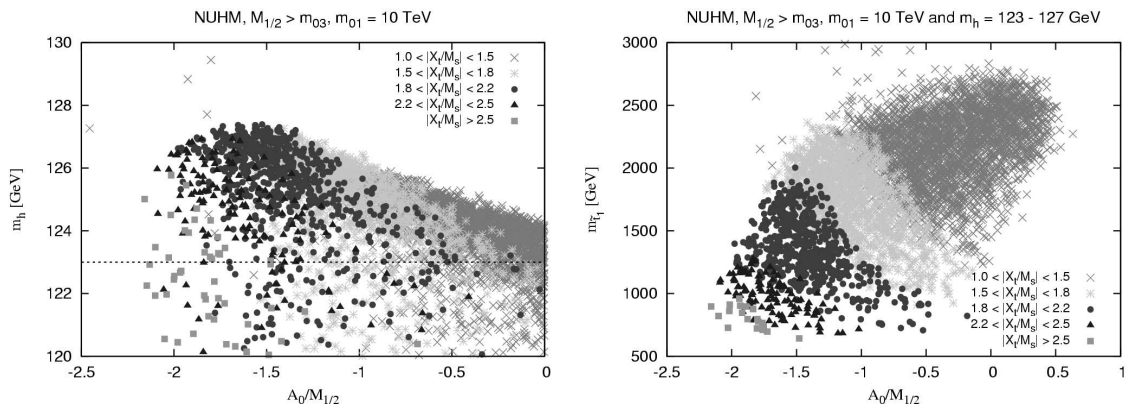 NUHM, M1/2 > m03, m01 = 10 TeV
130
128
126
124
122
120
mh [GeV]
1.0 < |Xt/Ms| < 1.5
1.5 < |Xt/Ms| < 1.8
1.8 < |Xt/Ms| < 2.2
2.2 < |Xt/Ms| < 2.5
|Xt/Ms| > 2.5
-2.5 -2 -1.5 -1 -0.5 0
A0/M1/2
NUHM, M1/2 > m03, m01 = 10 TeV and mh = 123 - 127 GeV
3000
2500
2000
1500
1000
500
mt̃1 [GeV]
1.0 < |Xt/Ms| < 1.5
1.5 < |Xt/Ms| < 1.8
1.8 < |Xt/Ms| < 2.2
2.2 < |Xt/Ms| < 2.5
|Xt/Ms| > 2.5
-2.5 -2 -1.5 -1 -0.5 0 0.5 1
A0/M1/2